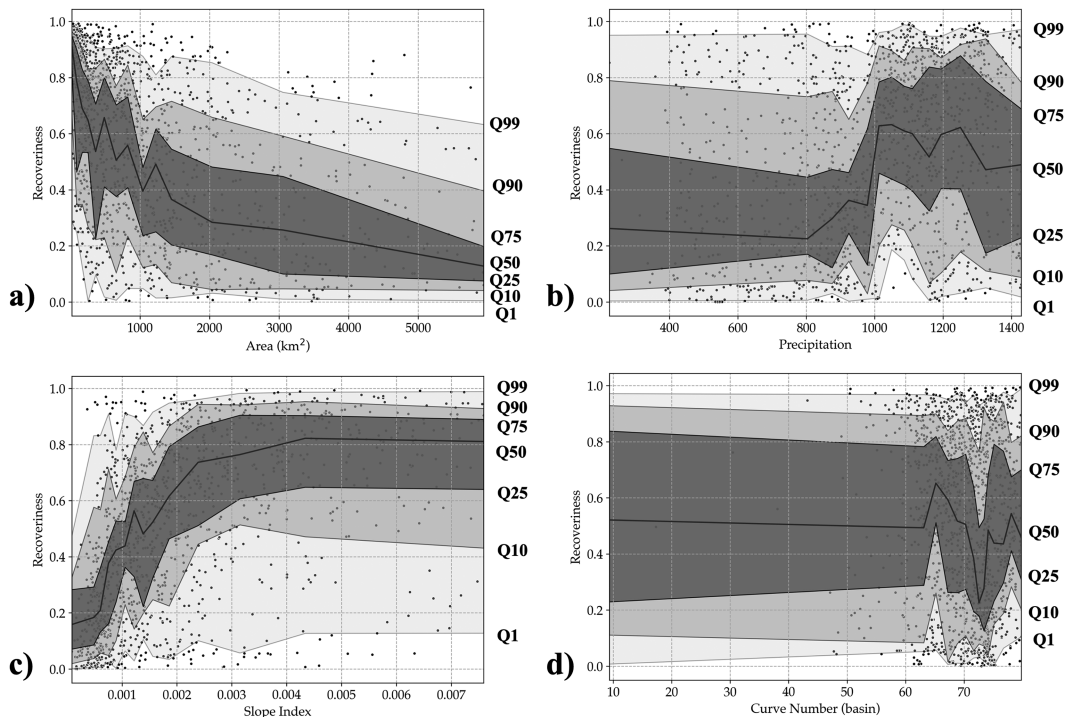 1.0
0.8
0.6
0.4
0.2
0.0
Recoveriness
1000
2000
3000
4000
5000
Area (km²)
Q99
Q90
Q75
Q50
Q25
Q10
Q1
a)
1.0
0.8
0.6
0.4
0.2
0.0
Recoveriness
400
600
800
1000
1200
1400
Precipitation
Q99
Q90
Q75
Q50
Q25
Q10
Q1
b)
1.0
0.8
0.6
0.4
0.2
0.0
Recoveriness
0.001
0.002
0.003
0.004
0.005
0.006
0.007
Slope Index
Q99
Q90
Q75
Q50
Q25
Q10
Q1
c)
1.0
0.8
0.6
0.4
0.2
0.0
Recoveriness
10
20
30
40
50
60
70
Curve Number (basin)
Q99
Q90
Q75
Q50
Q25
Q10
Q1
d)